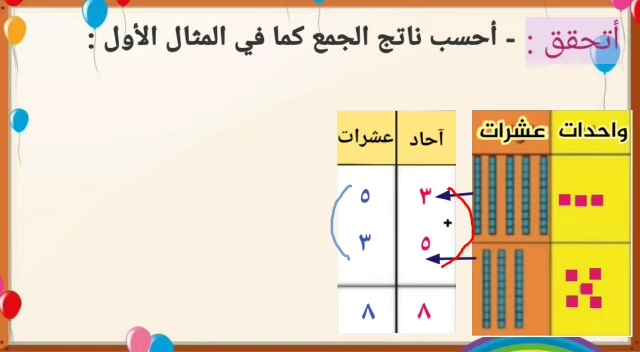 أتحقق : - أحسب ناتج الجمع كما في المثال الأول :
واحدات عشرات
آحاد عشرات
٣ ٥
+
٥ ٣
٨ ٨